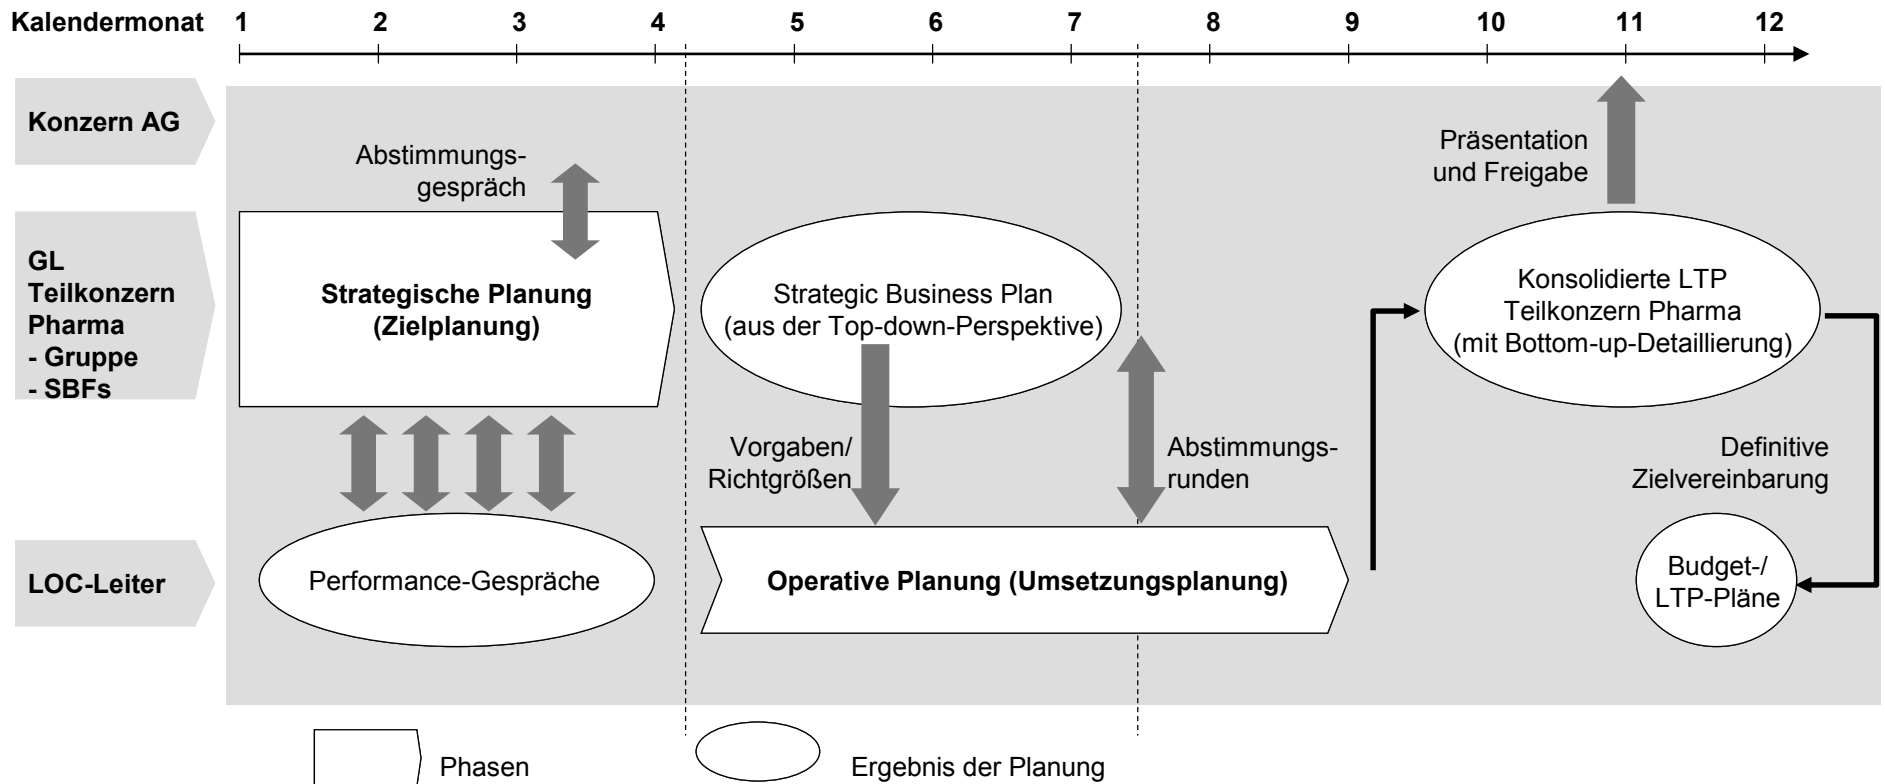 Kalendermonat 1 2 3 4 5 6 7 8 9 10 11 12
Konzern AG
Abstimmungs-
gespräch
Präsentation
und Freigabe
GL
Teilkonzern
Pharma
- Gruppe
- SBFs
Strategische Planung
(Zielplanung)
Strategic Business Plan
(aus der Top-down-Perspektive)
Konsolidierte LTP
Teilkonzern Pharma
(mit Bottom-up-Detaillierung)
Vorgaben/
Richtgrößen
Abstimmungs-
runden
Definitive
Zielvereinbarung
LOC-Leiter
Performance-Gespräche
Operative Planung (Umsetzungsplanung)
Budget-/
LTP-Pläne
Phasen
Ergebnis der Planung